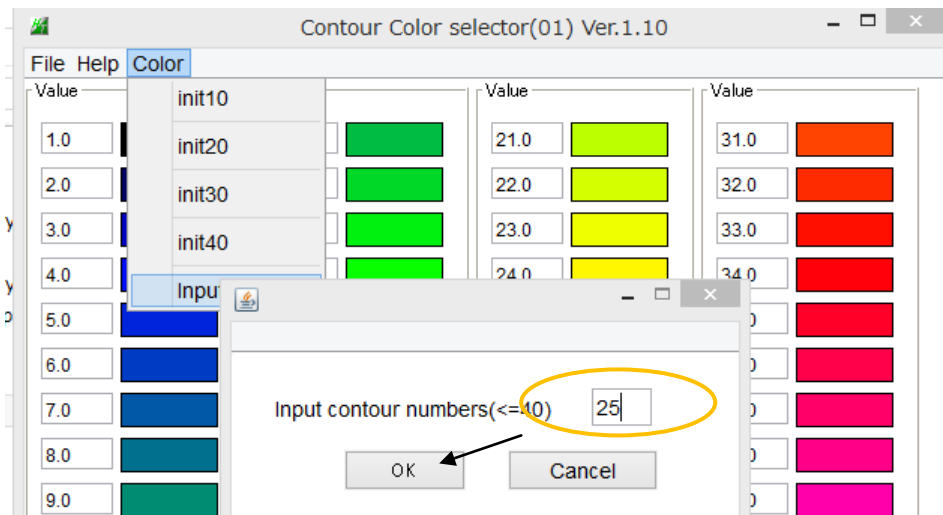 Contour Color selector(01) Ver.1.10
File Help Color
Value
Value
Value
init10
init20
init30
init40
Input
1.0
2.0
3.0
4.0
5.0
6.0
7.0
8.0
9.0
21.0
22.0
23.0
24.0
31.0
32.0
33.0
34.0
Input contour numbers(<=40) 25
OK Cancel